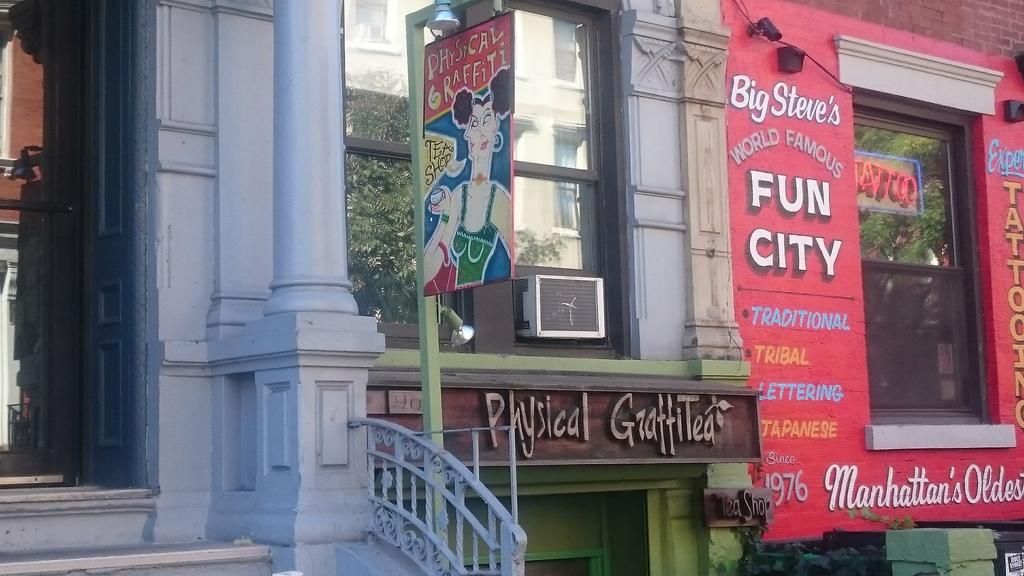 PHYSICAL
GRAFFITI
TEA
SHOP
96
Physical GraffiTea
Tea Shop
Big Steve's
WORLD FAMOUS
FUN
CITY
TRADITIONAL
TRIBAL
LETTERING
JAPANESE
Since
1976
Manhattan's Oldest
TATTOO
TATTOOING